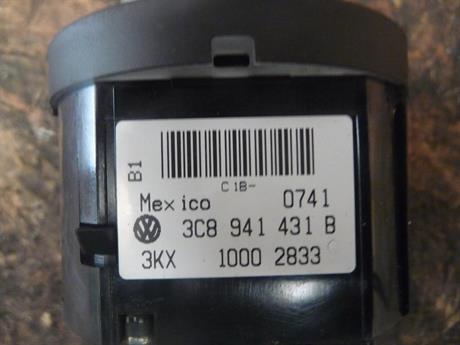 B1
C1B-
Mexico 0741
3C8 941 431 B
3KX 1000 2833